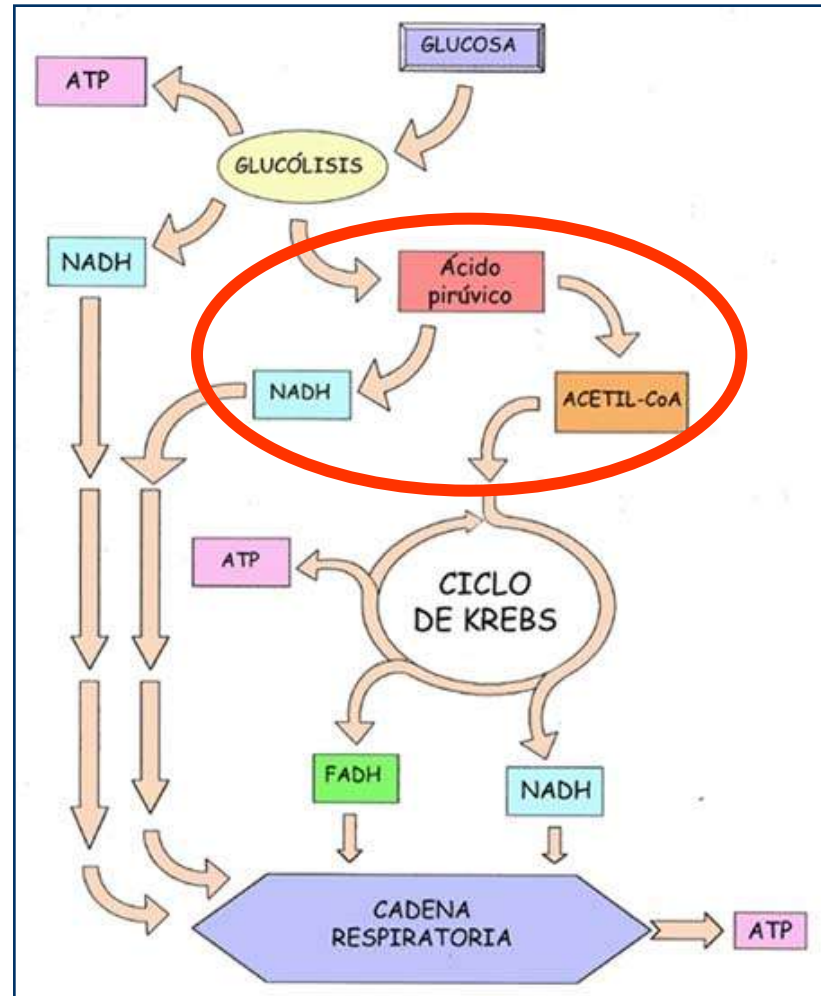 GLUCOSA
ATP
GLUCÓLISIS
NADH
Ácido
pirúvico
NADH
ACETIL-CoA
ATP
CICLO
DE KREBS
FADH
NADH
CADENA
RESPIRATORIA
ATP